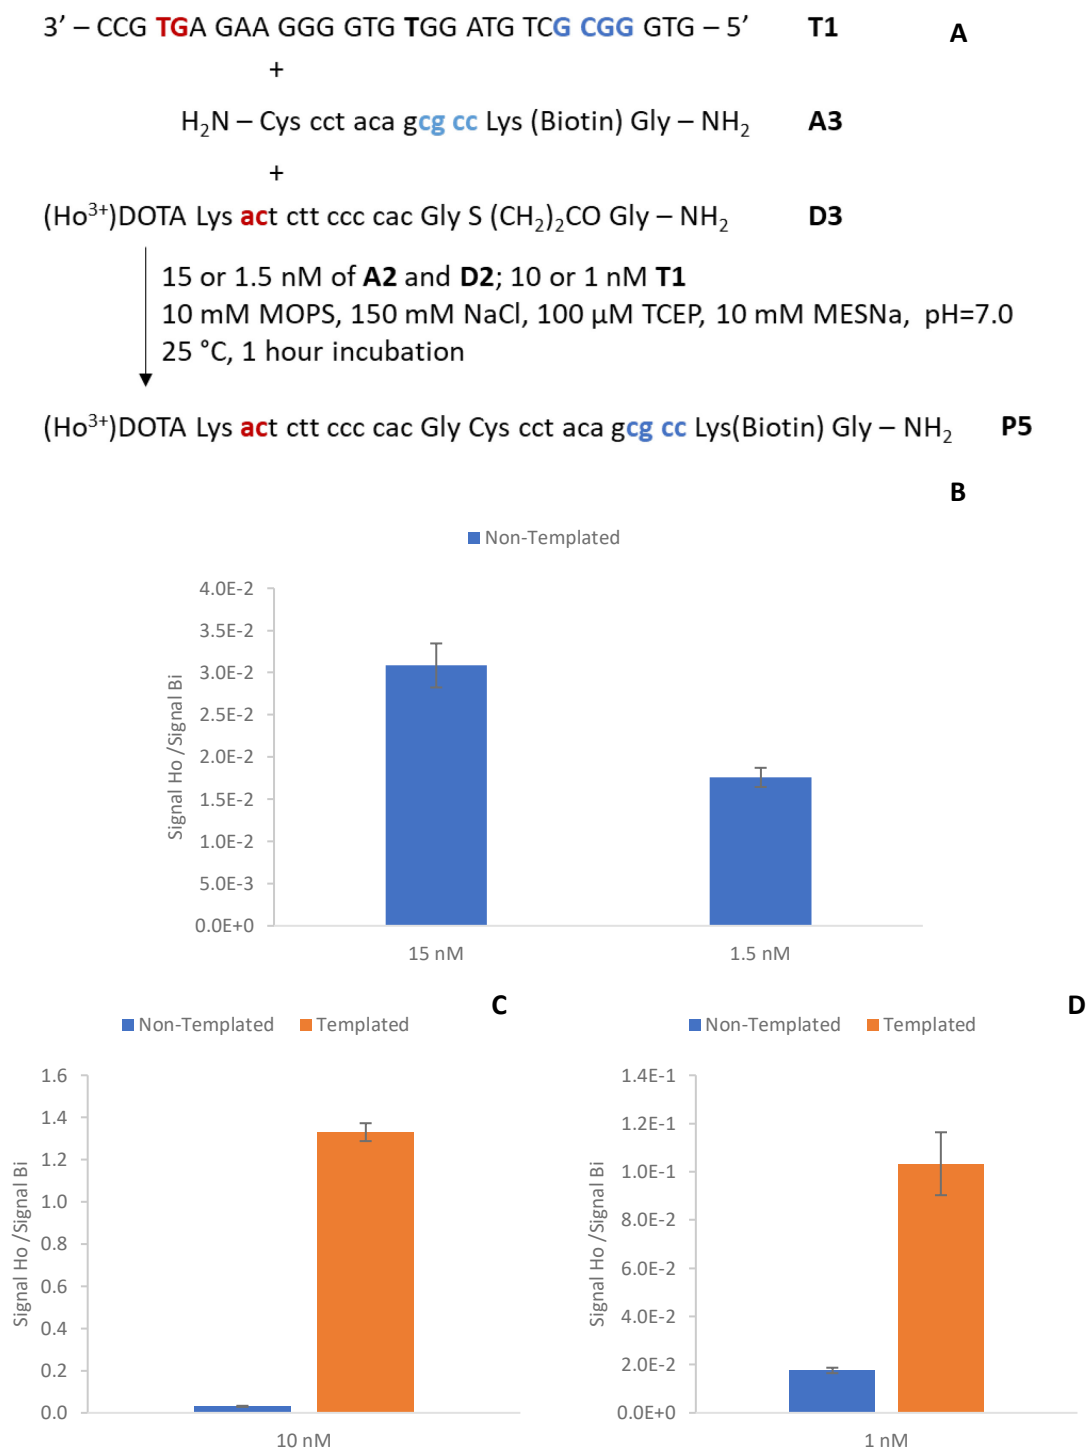 3’ – CCG TGA GAA GGG GTG TGG ATG TCG CGG GTG – 5’ T1
A
+
H₂N – Cys cct aca gcg cc Lys (Biotin) Gly – NH₂ A3
+
(Ho³⁺)DOTA Lys act ctt ccc cac Gly S (CH₂)₂CO Gly – NH₂ D3
15 or 1.5 nM of A2 and D2; 10 or 1 nM T1
10 mM MOPS, 150 mM NaCl, 100 µM TCEP, 10 mM MESNa, pH=7.0
25 °C, 1 hour incubation
(Ho³⁺)DOTA Lys act ctt ccc cac Gly Cys cct aca gcg cc Lys(Biotin) Gly – NH₂ P5
B
Non-Templated
Signal Ho /Signal Bi
4.0E-2
3.5E-2
3.0E-2
2.5E-2
2.0E-2
1.5E-2
1.0E-2
5.0E-3
0.0E+0
15 nM 1.5 nM
C
Non-Templated Templated
Signal Ho /Signal Bi
1.6
1.4
1.2
1.0
0.8
0.6
0.4
0.2
0.0
10 nM
D
Non-Templated Templated
Signal Ho /Signal Bi
1.4E-1
1.2E-1
1.0E-1
8.0E-2
6.0E-2
4.0E-2
2.0E-2
0.0E+0
1 nM